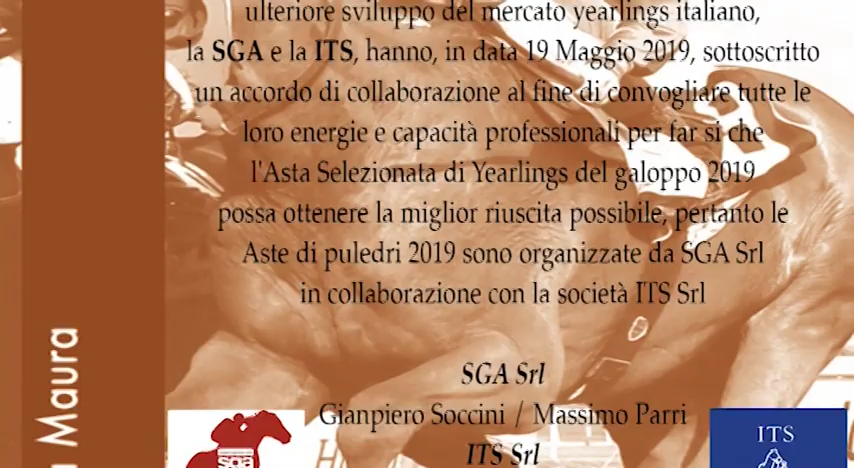 ulteriore sviluppo del mercato yearlings italiano,
la SGA e la ITS, hanno, in data 19 Maggio 2019, sottoscritto
un accordo di collaborazione al fine di convogliare tutte le
loro energie e capacità professionali per far si che
l'Asta Selezionata di Yearlings del galoppo 2019
possa ottenere la miglior riuscita possibile, pertanto le
Aste di puledri 2019 sono organizzate da SGA Srl
in collaborazione con la società ITS Srl
SGA Srl
Gianpiero Soccini / Massimo Parri
ITS Srl
Maura
sga
ITS